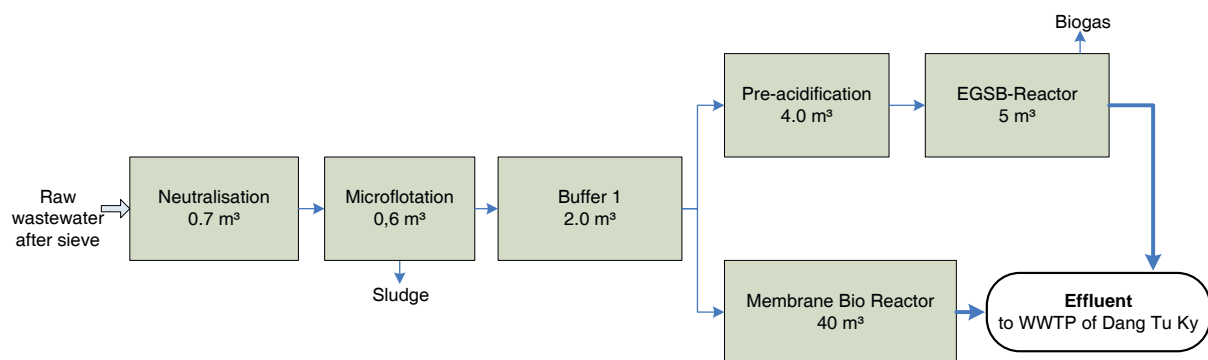 Biogas
Pre-acidification
4.0 m³
EGSB-Reactor
5 m³
Raw
wastewater
after sieve
Neutralisation
0.7 m³
Microflotation
0,6 m³
Buffer 1
2.0 m³
Sludge
Membrane Bio Reactor
40 m³
Effluent
to WWTP of Dang Tu Ky